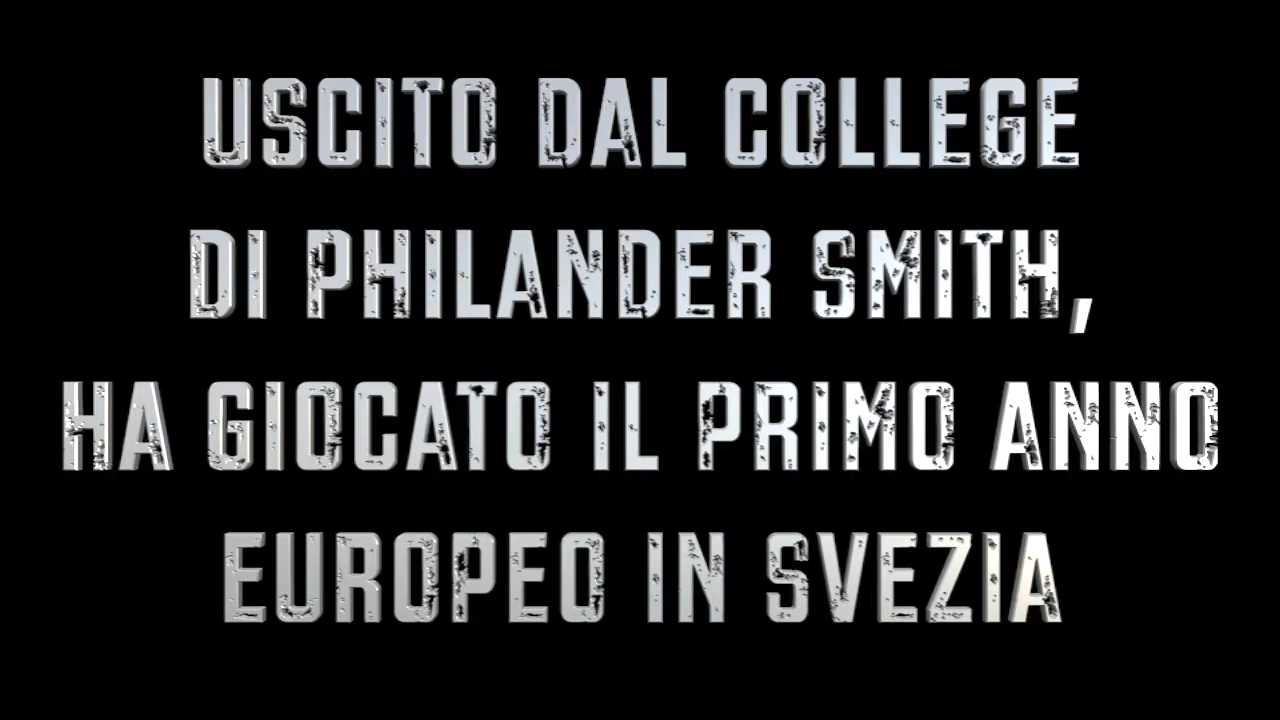 USCITO DAL COLLEGE
DI PHILANDER SMITH,
HA GIOCATO IL PRIMO ANNO
EUROPEO IN SVEZIA